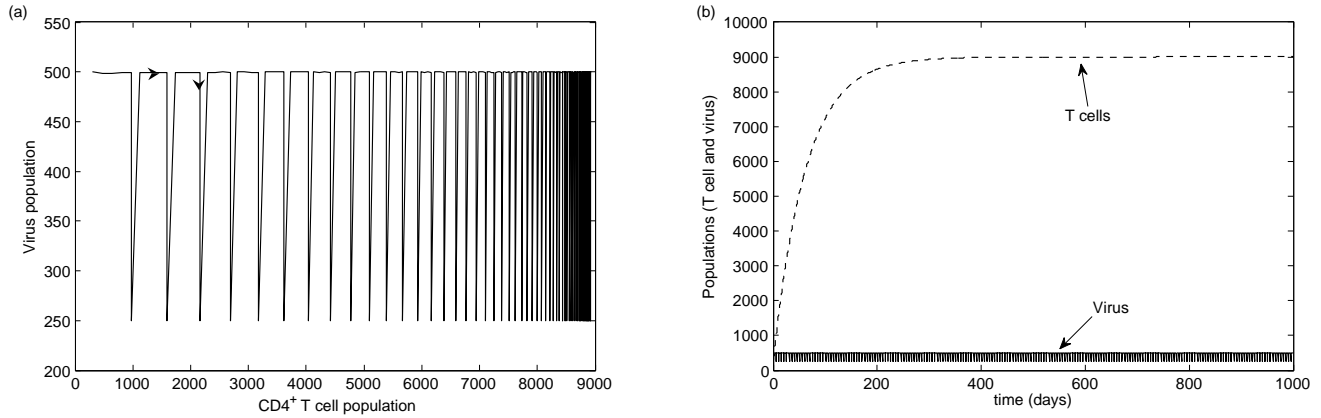 (a)
550
500
450
400
350
300
250
200
Virus population
0 1000 2000 3000 4000 5000 6000 7000 8000 9000
CD4+ T cell population
(b)
10000
9000
8000
7000
6000
5000
4000
3000
2000
1000
0
Populations (T cell and virus)
T cells
Virus
0 200 400 600 800 1000
time (days)